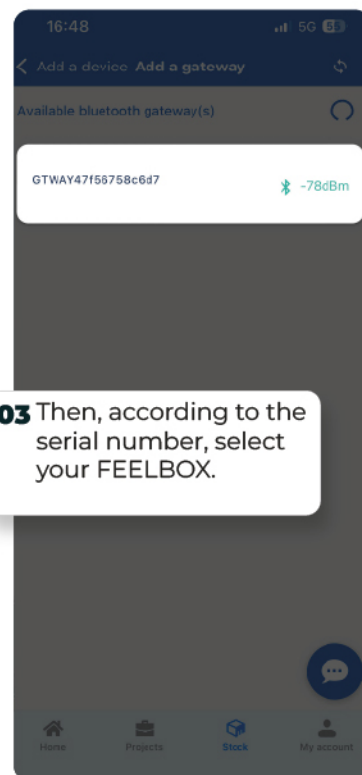 16:48 5G 55
Add a device Add a gateway
Available bluetooth gateway(s)
GTWAY47f56758c6d7 -78dBm
03 Then, according to the
serial number, select
your FEELBOX.
Home Projects Stock My account